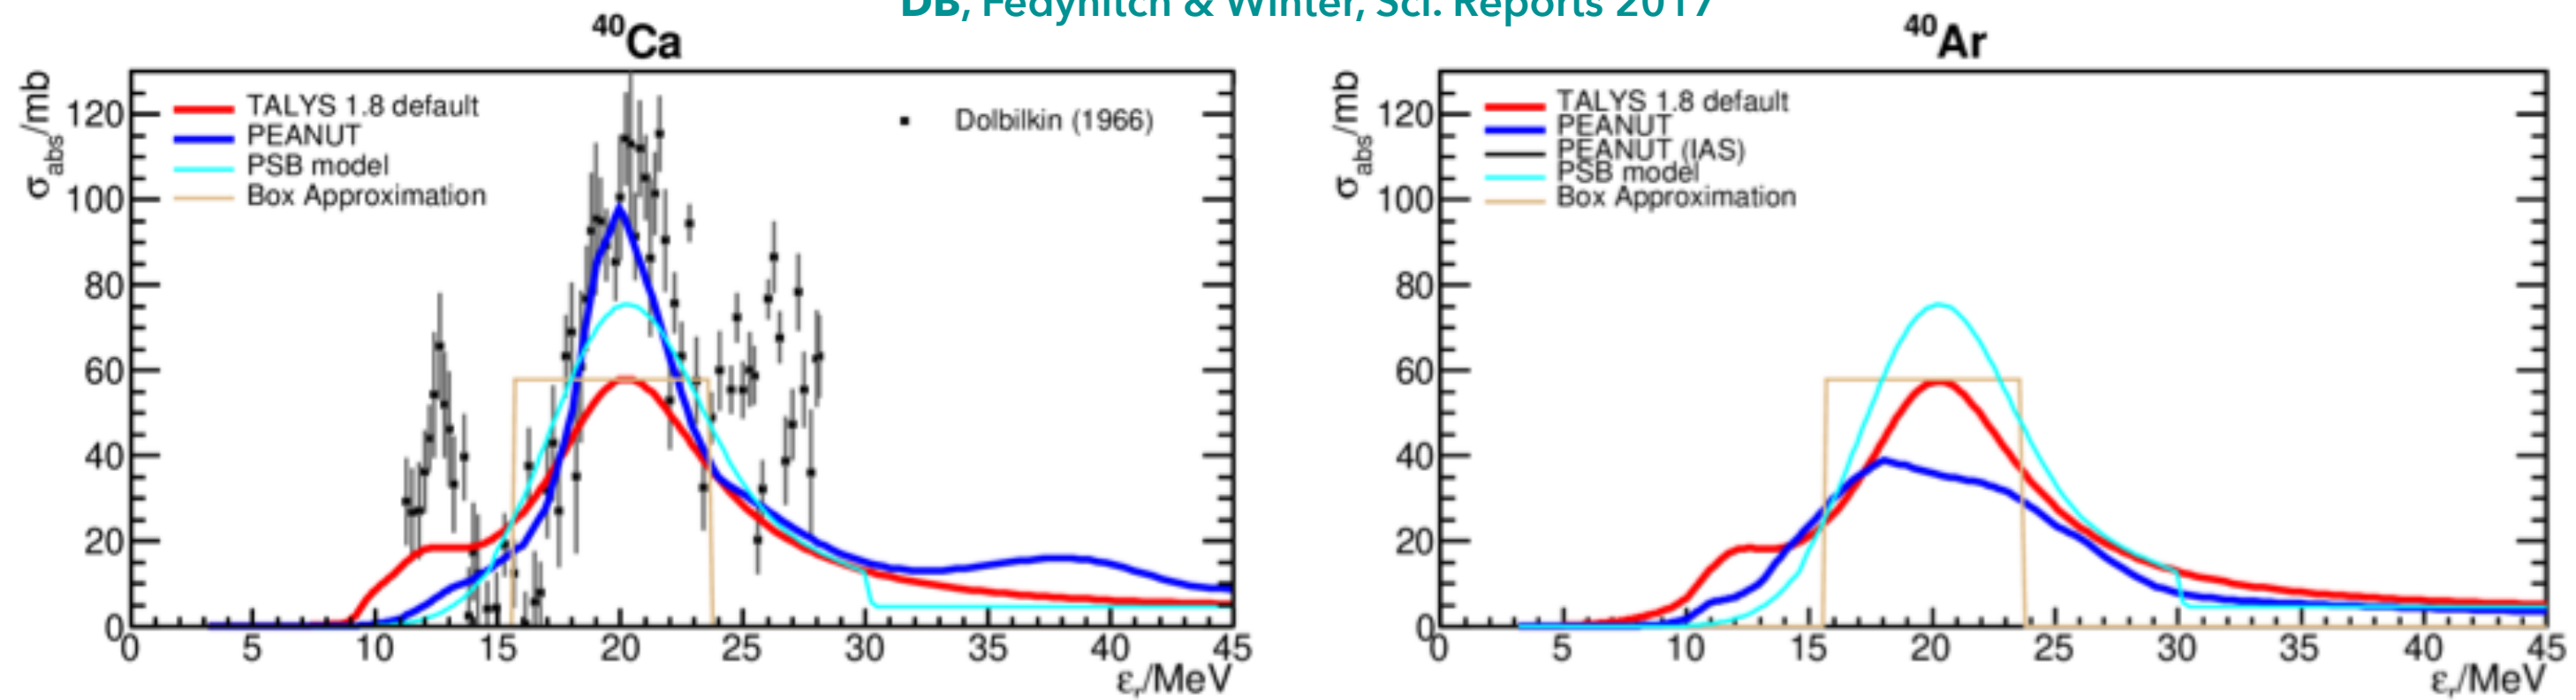 DB, Fedynitch & Winter, Sci. Reports 2017
⁴⁰Ca
σabs/mb
120
100
80
60
40
20
0
TALYS 1.8 default
PEANUT
PSB model
Box Approximation
Dolbilkin (1966)
0 5 10 15 20 25 30 35 40 45
εr/MeV
⁴⁰Ar
σabs/mb
120
100
80
60
40
20
0
TALYS 1.8 default
PEANUT
PEANUT (IAS)
PSB model
Box Approximation
0 5 10 15 20 25 30 35 40 45
εr/MeV